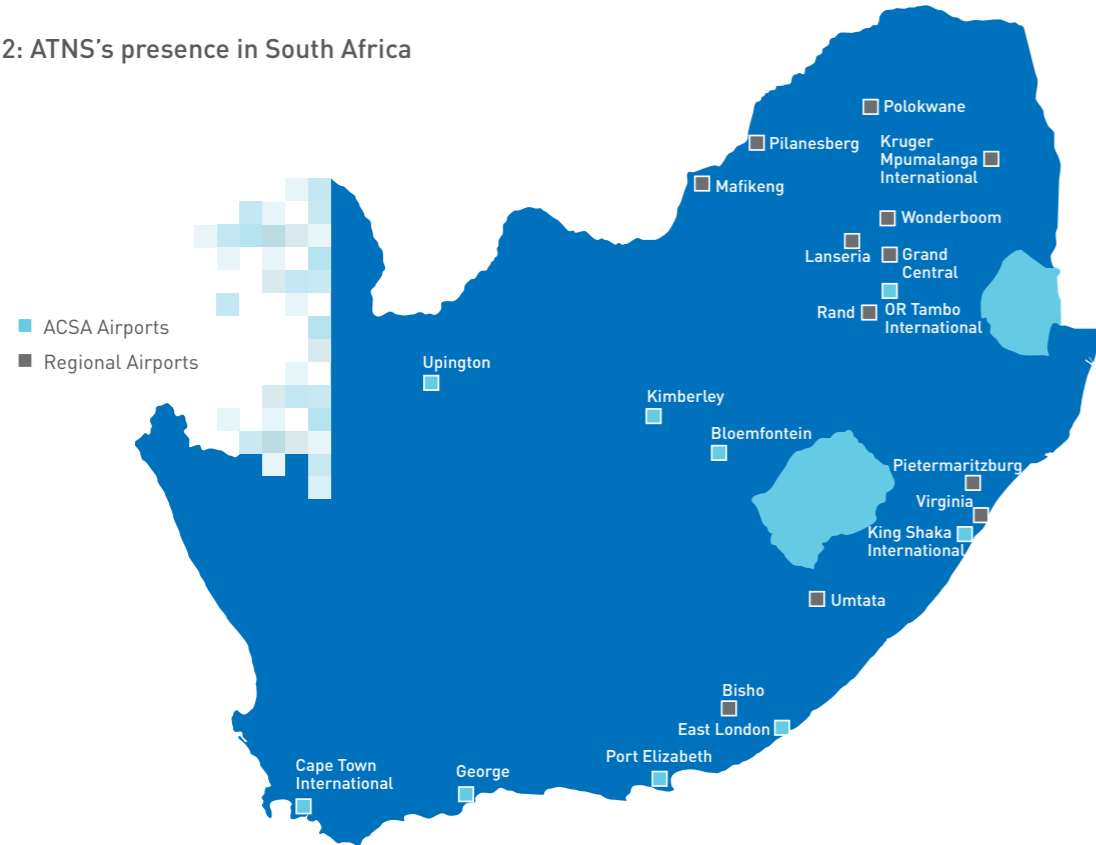 2: ATNS's presence in South Africa
Polokwane
Pilanesberg
Kruger
Mpumalanga
International
Mafikeng
Wonderboom
Lanseria
Grand
Central
Rand
OR Tambo
International
ACSA Airports
Regional Airports
Upington
Kimberley
Bloemfontein
Pietermaritzburg
Virginia
King Shaka
International
Umtata
Bisho
East London
Port Elizabeth
Cape Town
International
George